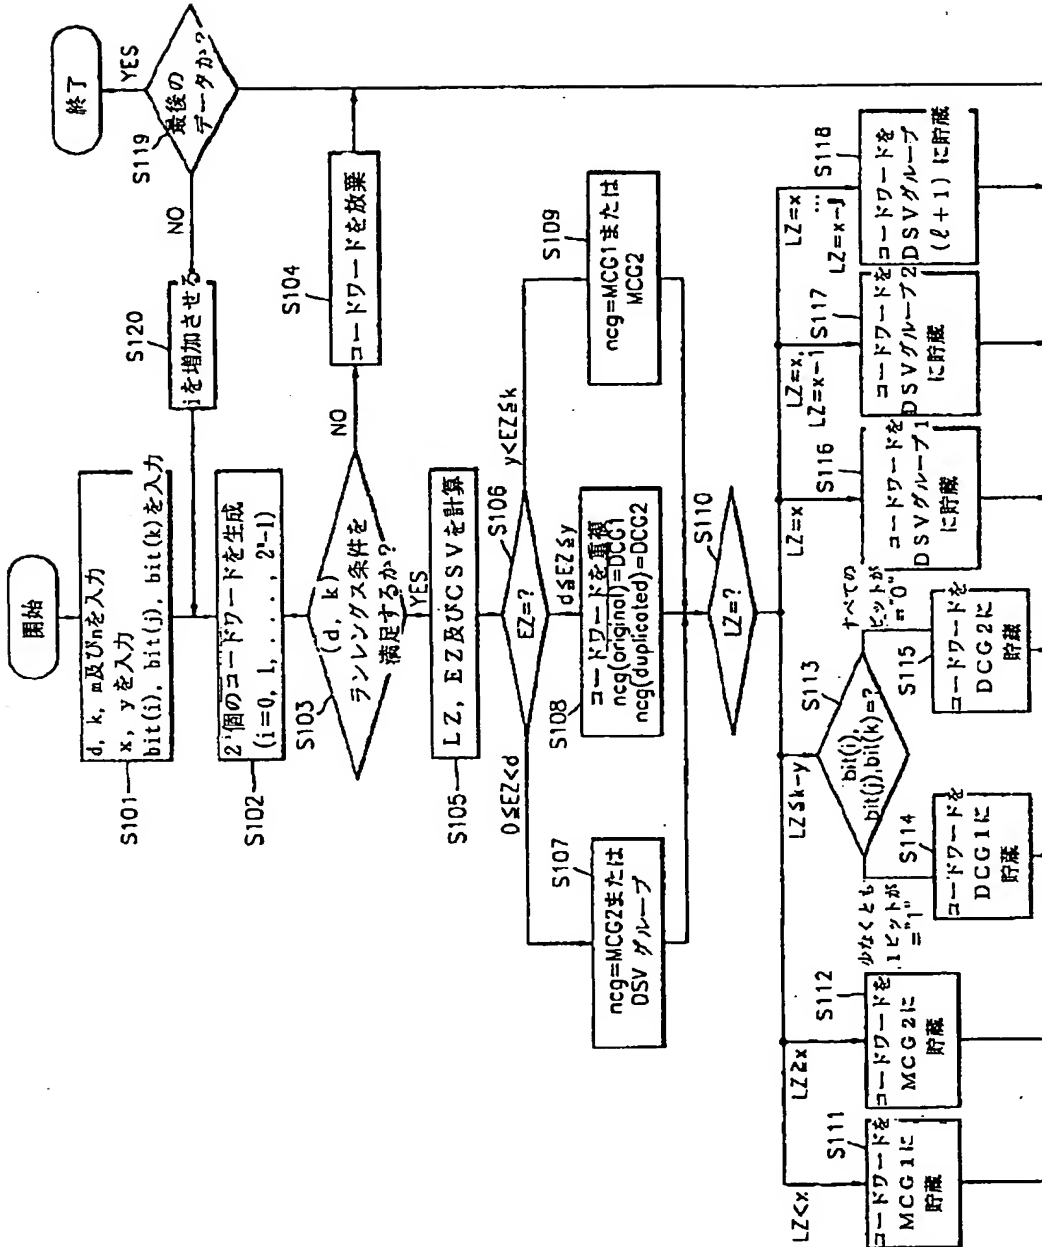 開始
d, k, m及びnを入力
x, yを入力
bit(i), bit(j), bit(k)を入力
S101
個のコードワードを生成
S102
(d, k)
ランレングス条件を
満足するか?
S103
NO
コードワードを放棄
S104
YES
LZ, EZ及びCSVを計算
S105
EZ=?
S106
0≦EZ<d
ncg=MCG2または
DSVグループ
S107
d≦EZ≦y
コードワードを重複
ncg(original)=DCG1
ncg(duplicated)=DCG2
S108
y<EZ≦k
ncg=MCG1または
MCG2
S109
LZ=?
S110
LZ<x
コードワードを
MCG1に
貯蔵
S111
LZ≧x
コードワードを
MCG2に
貯蔵
S112
LZ≦k-y
bit(i),
bit(j),bit(k)=?
S113
少なくとも
1ビットが
="1"
コードワードを
DCG1に
貯蔵
S114
すべての
ビットが
="0"
コードワードを
DCG2に
貯蔵
S115
LZ=x
コードワードを
DSVグループ1
に貯蔵
S116
LZ=x,
LZ=x-1
コードワードを
DSVグループ2
に貯蔵
S117
LZ=x
...
コードワードを
DSVグループ
(ℓ+1)に貯蔵
S118
最後の
データか?
S119
YES
終了
NO
iを増加させる
S120